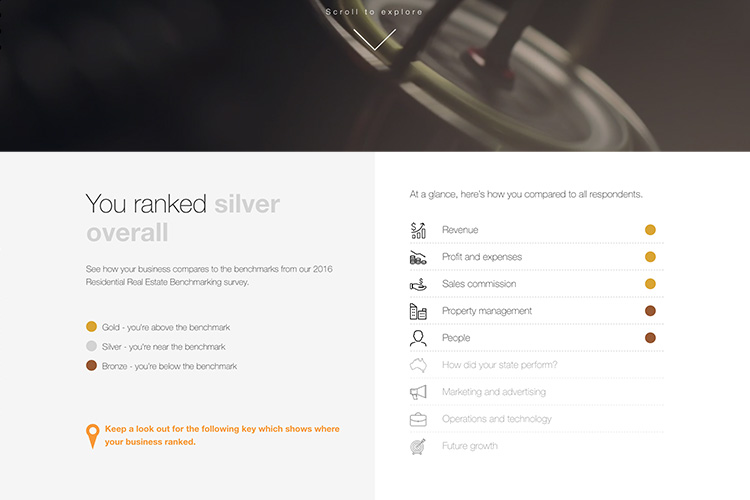 Scroll to explore
You ranked silver
overall
See how your business compares to the benchmarks from our 2016
Residential Real Estate Benchmarking survey.
Gold - you're above the benchmark
Silver - you're near the benchmark
Bronze - you're below the benchmark
Keep a look out for the following key which shows where
your business ranked.
At a glance, here's how you compared to all respondents.
Revenue
Profit and expenses
Sales commission
Property management
People
How did your state perform?
Marketing and advertising
Operations and technology
Future growth